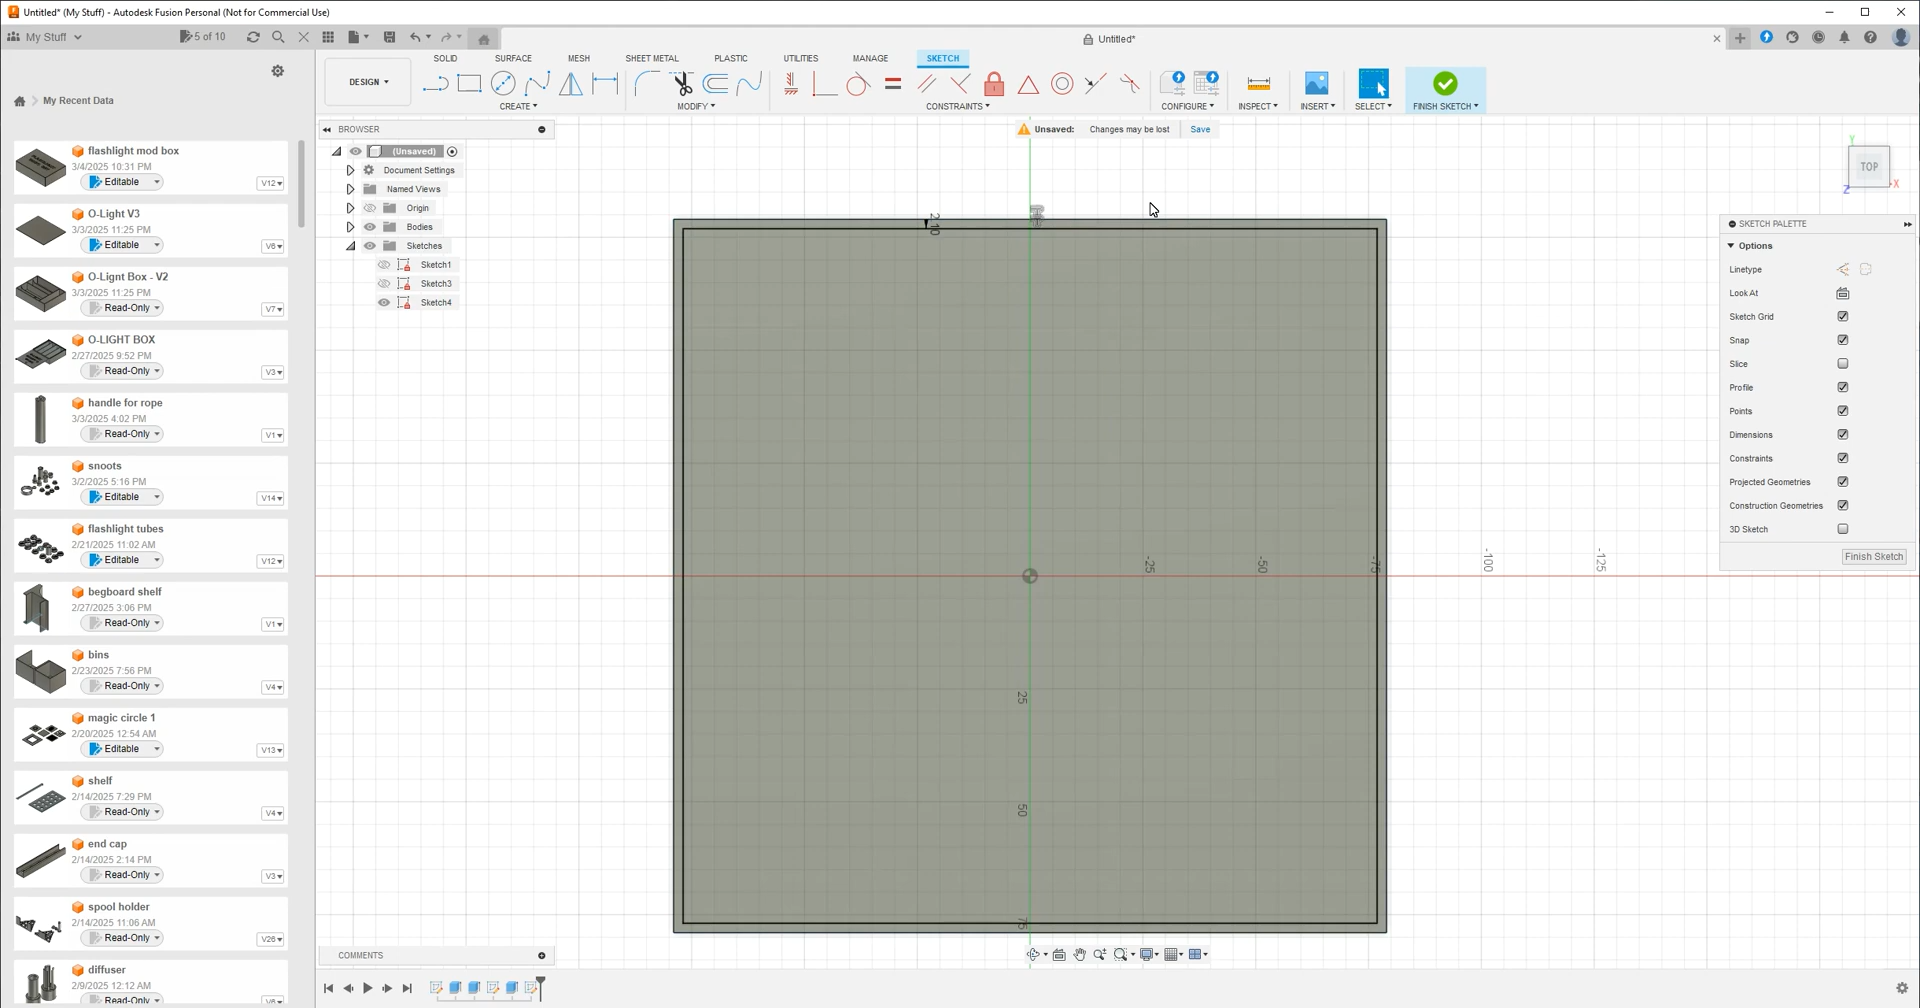 Untitled* (My Stuff) - Autodesk Fusion Personal (Not for Commercial Use)
My Stuff
5 of 10
Untitled*
My Recent Data
flashlight mod box
3/4/2025 10:31 PM
Editable
V12
O-Light V3
3/3/2025 11:25 PM
Editable
V6
O-Lignt Box - V2
3/3/2025 11:25 PM
Read-Only
V7
O-LIGHT BOX
2/27/2025 9:52 PM
Read-Only
V3
handle for rope
3/3/2025 4:02 PM
Read-Only
V1
snoots
3/2/2025 5:16 PM
Editable
V14
flashlight tubes
2/21/2025 11:02 AM
Editable
V12
begboard shelf
2/27/2025 3:06 PM
Read-Only
V1
bins
2/23/2025 7:56 PM
Read-Only
V4
magic circle 1
2/20/2025 12:54 AM
Editable
V13
shelf
2/14/2025 7:29 PM
Read-Only
V4
end cap
2/14/2025 2:14 PM
Read-Only
V3
spool holder
2/14/2025 11:06 AM
Read-Only
V26
diffuser
2/9/2025 12:12 AM
Read-Only
V6
DESIGN
SOLID
SURFACE
MESH
SHEET METAL
PLASTIC
UTILITIES
MANAGE
SKETCH
CREATE
MODIFY
CONSTRAINTS
CONFIGURE
INSPECT
INSERT
SELECT
FINISH SKETCH
BROWSER
(Unsaved)
Document Settings
Named Views
Origin
Bodies
Sketches
Sketch1
Sketch3
Sketch4
Unsaved: Changes may be lost Save
2.10
-25
-50
-75
-100
-125
25
50
75
Y
TOP
X
Z
SKETCH PALETTE
Options
Linetype
Look At
Sketch Grid
Snap
Slice
Profile
Points
Dimensions
Constraints
Projected Geometries
Construction Geometries
3D Sketch
Finish Sketch
COMMENTS